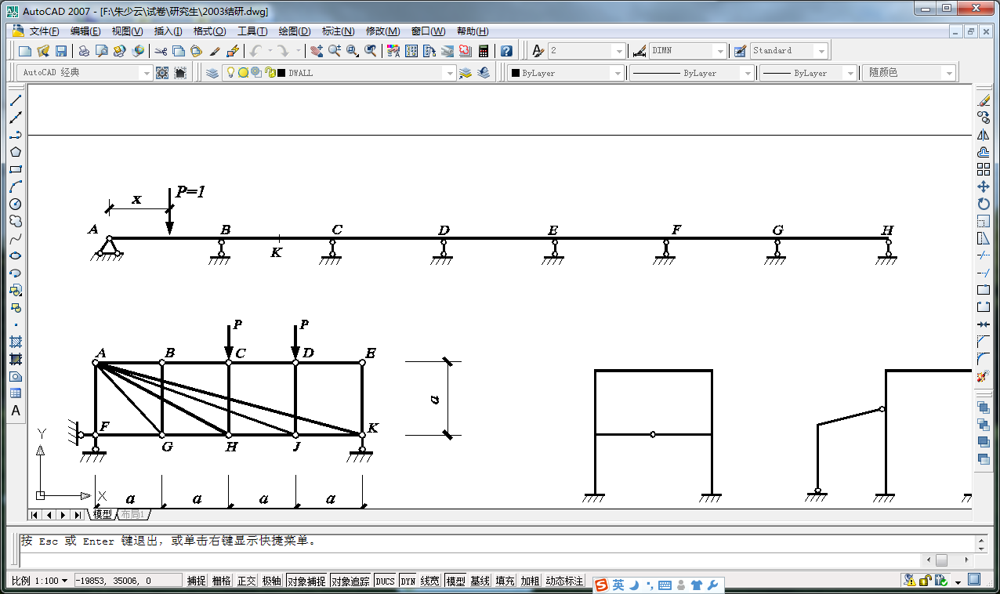 AutoCAD 2007 - [F:\朱少云\试卷\研究生\2003结研.dwg]
文件(F) 编辑(E) 视图(V) 插入(I) 格式(O) 工具(T) 绘图(D) 标注(N) 修改(M) 窗口(W) 帮助(H)
2 DIMN Standard
AutoCAD 经典 DWALL ByLayer ByLayer ByLayer 随颜色
x P=1
A B C D E F G H
K
P P
A B C D E
a
F K
G H J
Y
X a a a a
模型 布局1
按 Esc 或 Enter 键退出, 或单击右键显示快捷菜单。
比例 1:100 -19853, 35006, 0 捕捉 栅格 正交 极轴 对象捕捉 对象追踪 DUCS DYN 线宽 模型 基线 填充 加粗 动态标注
S 英
A